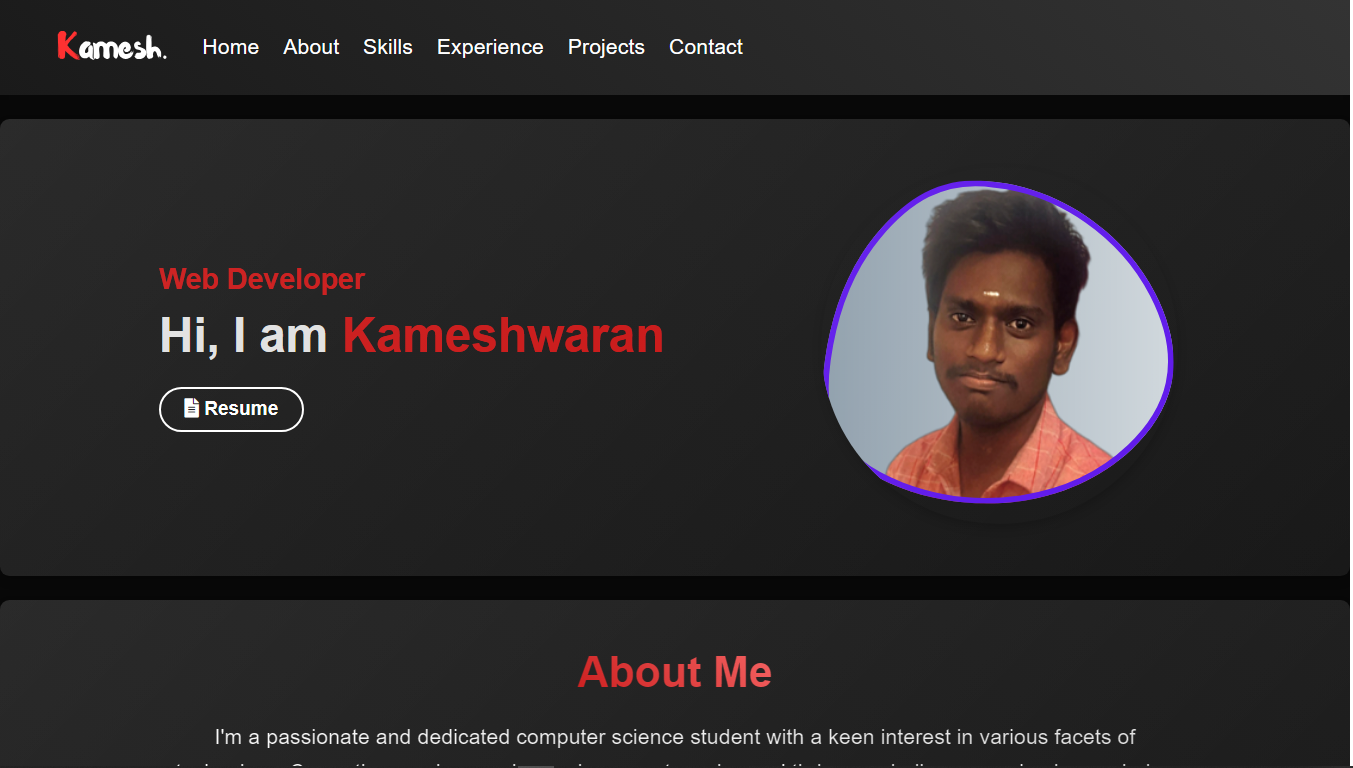 Kamesh.
Home About Skills Experience Projects Contact
Web Developer
Hi, I am Kameshwaran
Resume
About Me
I'm a passionate and dedicated computer science student with a keen interest in various facets of